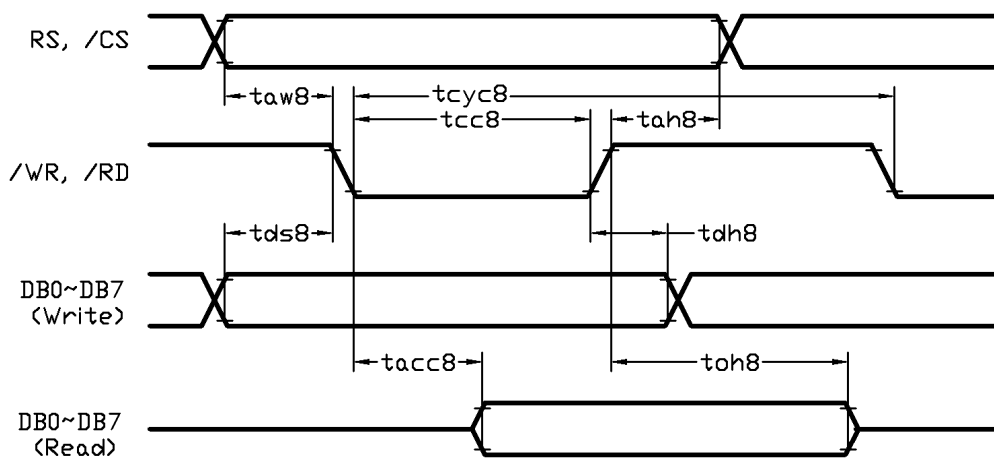 RS, /CS
taw8
tcyc8
tcc8
tah8
/WR, /RD
tds8
tdh8
DB0~DB7
(Write)
tacc8
toh8
DB0~DB7
(Read)